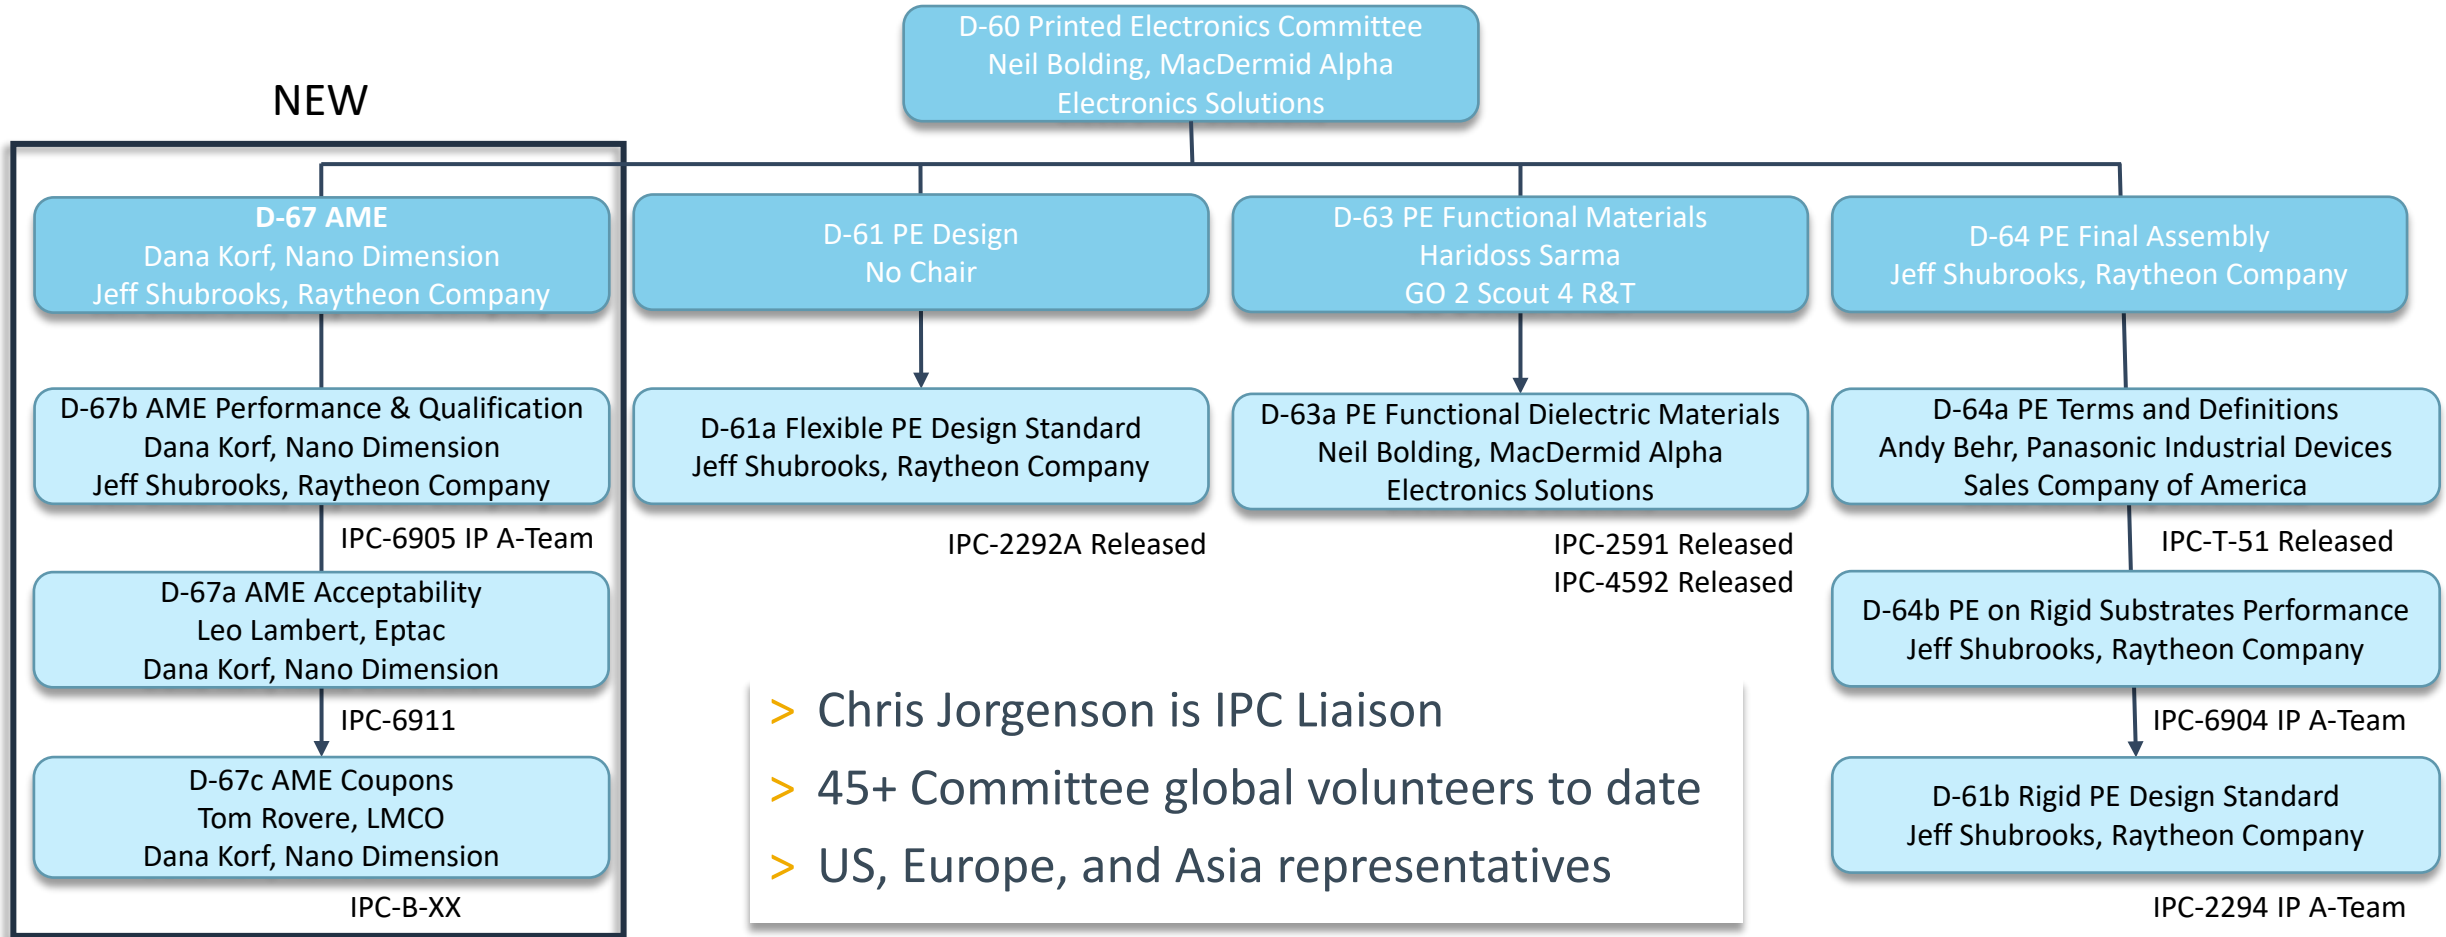 D-60 Printed Electronics Committee
Neil Bolding, MacDermid Alpha
Electronics Solutions
NEW
D-67 AME
Dana Korf, Nano Dimension
Jeff Shubrooks, Raytheon Company
D-61 PE Design
No Chair
D-63 PE Functional Materials
Haridoss Sarma
GO 2 Scout 4 R&T
D-64 PE Final Assembly
Jeff Shubrooks, Raytheon Company
D-67b AME Performance & Qualification
Dana Korf, Nano Dimension
Jeff Shubrooks, Raytheon Company
IPC-6905 IP A-Team
D-61a Flexible PE Design Standard
Jeff Shubrooks, Raytheon Company
IPC-2292A Released
D-63a PE Functional Dielectric Materials
Neil Bolding, MacDermid Alpha
Electronics Solutions
IPC-2591 Released
IPC-4592 Released
D-64a PE Terms and Definitions
Andy Behr, Panasonic Industrial Devices
Sales Company of America
IPC-T-51 Released
D-67a AME Acceptability
Leo Lambert, Eptac
Dana Korf, Nano Dimension
IPC-6911
D-64b PE on Rigid Substrates Performance
Jeff Shubrooks, Raytheon Company
IPC-6904 IP A-Team
D-67c AME Coupons
Tom Rovere, LMCO
Dana Korf, Nano Dimension
IPC-B-XX
> Chris Jorgenson is IPC Liaison
> 45+ Committee global volunteers to date
> US, Europe, and Asia representatives
D-61b Rigid PE Design Standard
Jeff Shubrooks, Raytheon Company
IPC-2294 IP A-Team